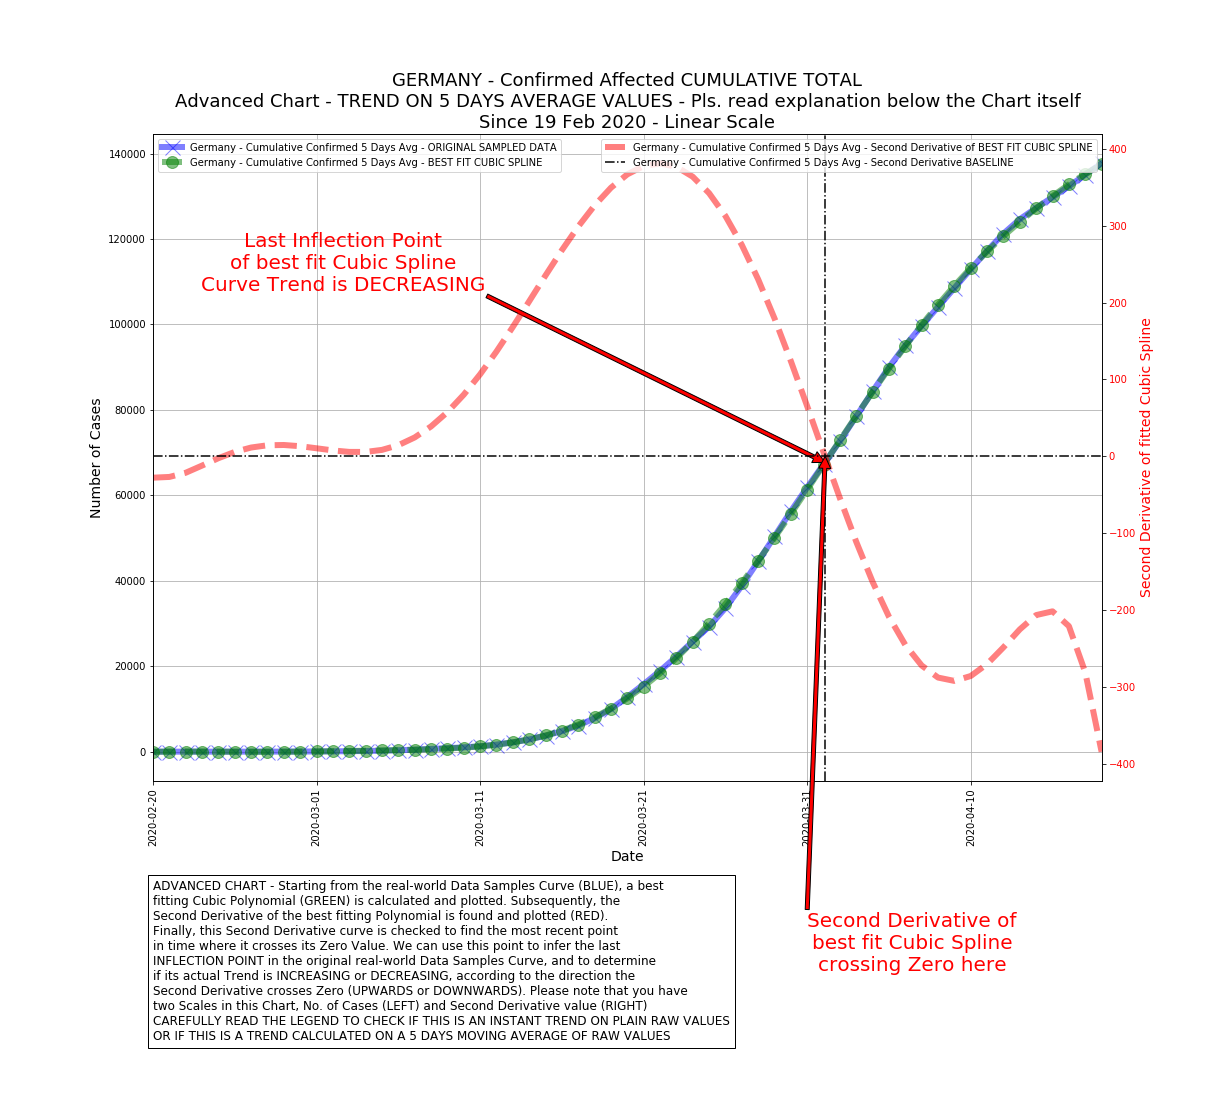 GERMANY - Confirmed Affected CUMULATIVE TOTAL
Advanced Chart - TREND ON 5 DAYS AVERAGE VALUES - Pls. read explanation below the Chart itself
Since 19 Feb 2020 - Linear Scale
Germany - Cumulative Confirmed 5 Days Avg - ORIGINAL SAMPLED DATA
Germany - Cumulative Confirmed 5 Days Avg - BEST FIT CUBIC SPLINE
Germany - Cumulative Confirmed 5 Days Avg - Second Derivative of BEST FIT CUBIC SPLINE
Germany - Cumulative Confirmed 5 Days Avg - Second Derivative BASELINE
Last Inflection Point
of best fit Cubic Spline
Curve Trend is DECREASING
Number of Cases
140000
120000
100000
80000
60000
40000
20000
0
400
300
200
100
0
−100
−200
−300
−400
Second Derivative of fitted Cubic Spline
2020-02-20
2020-03-01
2020-03-11
2020-03-21
2020-03-31
2020-04-10
Date
Second Derivative of
best fit Cubic Spline
crossing Zero here
ADVANCED CHART - Starting from the real-world Data Samples Curve (BLUE), a best
fitting Cubic Polynomial (GREEN) is calculated and plotted. Subsequently, the
Second Derivative of the best fitting Polynomial is found and plotted (RED).
Finally, this Second Derivative curve is checked to find the most recent point
in time where it crosses its Zero Value. We can use this point to infer the last
INFLECTION POINT in the original real-world Data Samples Curve, and to determine
if its actual Trend is INCREASING or DECREASING, according to the direction the
Second Derivative crosses Zero (UPWARDS or DOWNWARDS). Please note that you have
two Scales in this Chart, No. of Cases (LEFT) and Second Derivative value (RIGHT)
CAREFULLY READ THE LEGEND TO CHECK IF THIS IS AN INSTANT TREND ON PLAIN RAW VALUES
OR IF THIS IS A TREND CALCULATED ON A 5 DAYS MOVING AVERAGE OF RAW VALUES